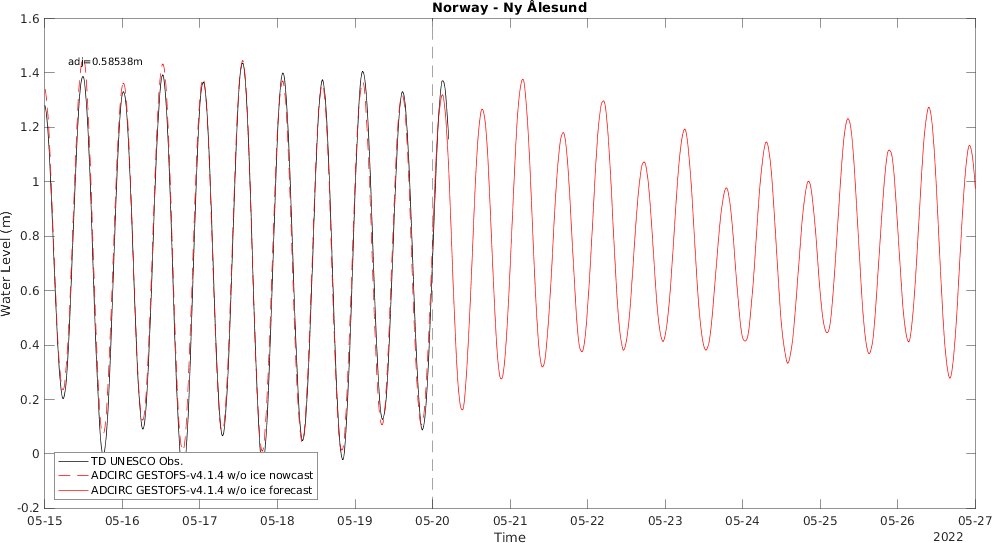 Norway - Ny Ålesund
1.6
1.4
1.2
1
0.8
0.6
0.4
0.2
0
-0.2
Water Level (m)
adj=0.58538m
TD UNESCO Obs.
ADCIRC GESTOFS-v4.1.4 w/o ice nowcast
ADCIRC GESTOFS-v4.1.4 w/o ice forecast
05-15 05-16 05-17 05-18 05-19 05-20 05-21 05-22 05-23 05-24 05-25 05-26 05-27
Time
2022